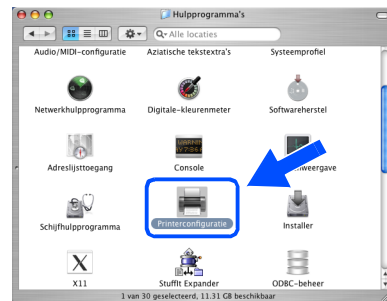 Hulpprogramma's
Alle locaties
Audio/MIDI-configuratie Aziatische tekstextra's Systeemprofiel
Netwerkhulpprogramma Digitale-kleurenmeter Softwareherstel
Adreslijsttoegang Console
Schijfhulpprogramma Printerconfiguratie Installer
X11 StuffIt Expander ODBC-beheer
1 van 30 geselecteerd, 11.31 GB beschikbaar